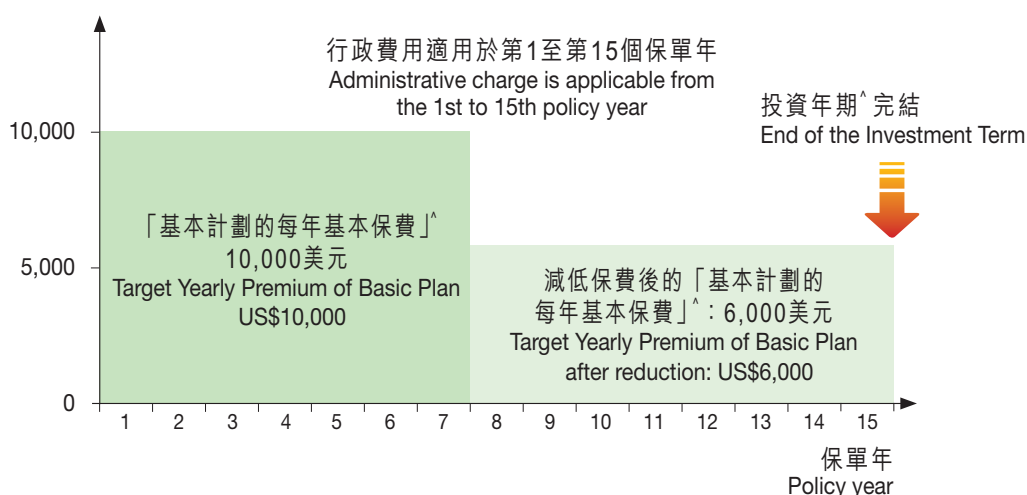 行政費用適用於第1至第15個保單年
Administrative charge is applicable from
the 1st to 15th policy year
投資年期^完結
End of the Investment Term
10,000
「基本計劃的每年基本保費」^
10,000美元
Target Yearly Premium of Basic Plan
US$10,000
5,000
減低保費後的「基本計劃的
每年基本保費」^：6,000美元
Target Yearly Premium of Basic Plan
after reduction: US$6,000
0
1 2 3 4 5 6 7 8 9 10 11 12 13 14 15
保單年
Policy year